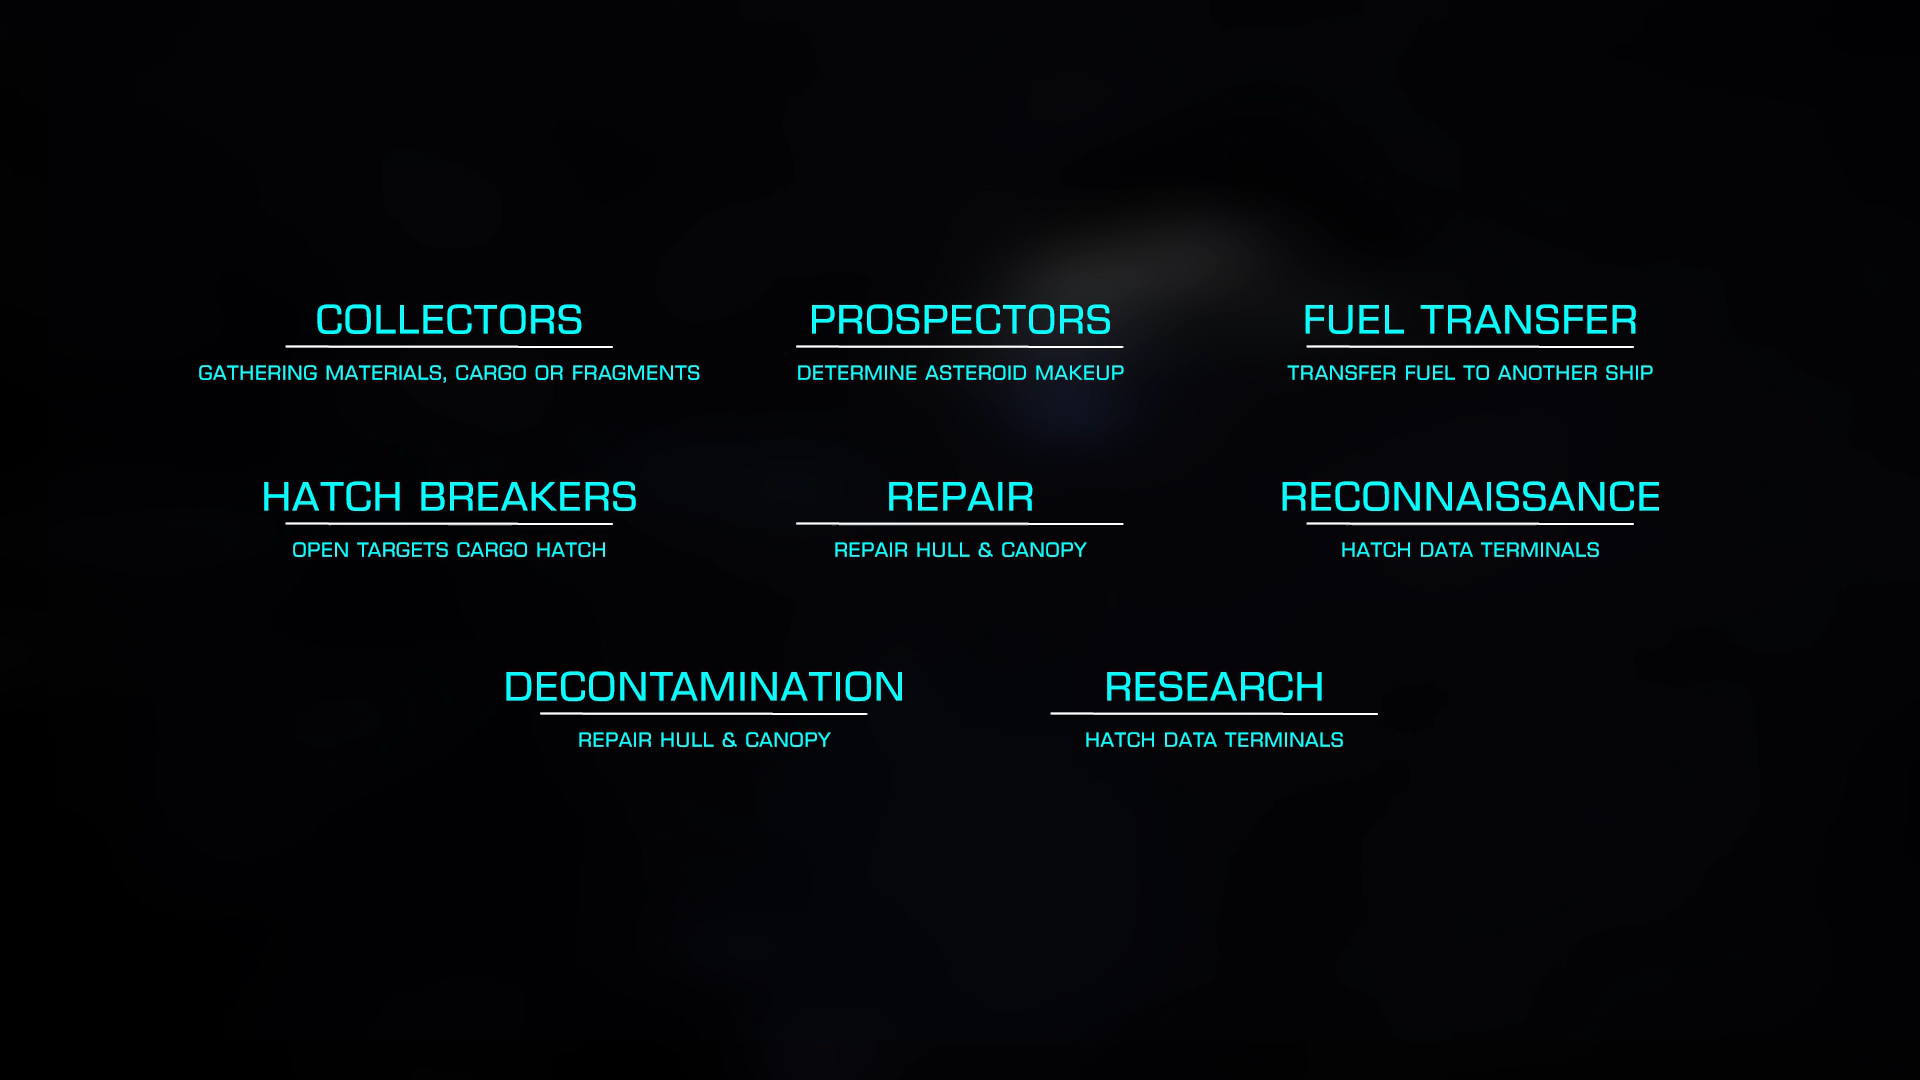 COLLECTORS
GATHERING MATERIALS, CARGO OR FRAGMENTS
PROSPECTORS
DETERMINE ASTEROID MAKEUP
FUEL TRANSFER
TRANSFER FUEL TO ANOTHER SHIP
HATCH BREAKERS
OPEN TARGETS CARGO HATCH
REPAIR
REPAIR HULL & CANOPY
RECONNAISSANCE
HATCH DATA TERMINALS
DECONTAMINATION
REPAIR HULL & CANOPY
RESEARCH
HATCH DATA TERMINALS